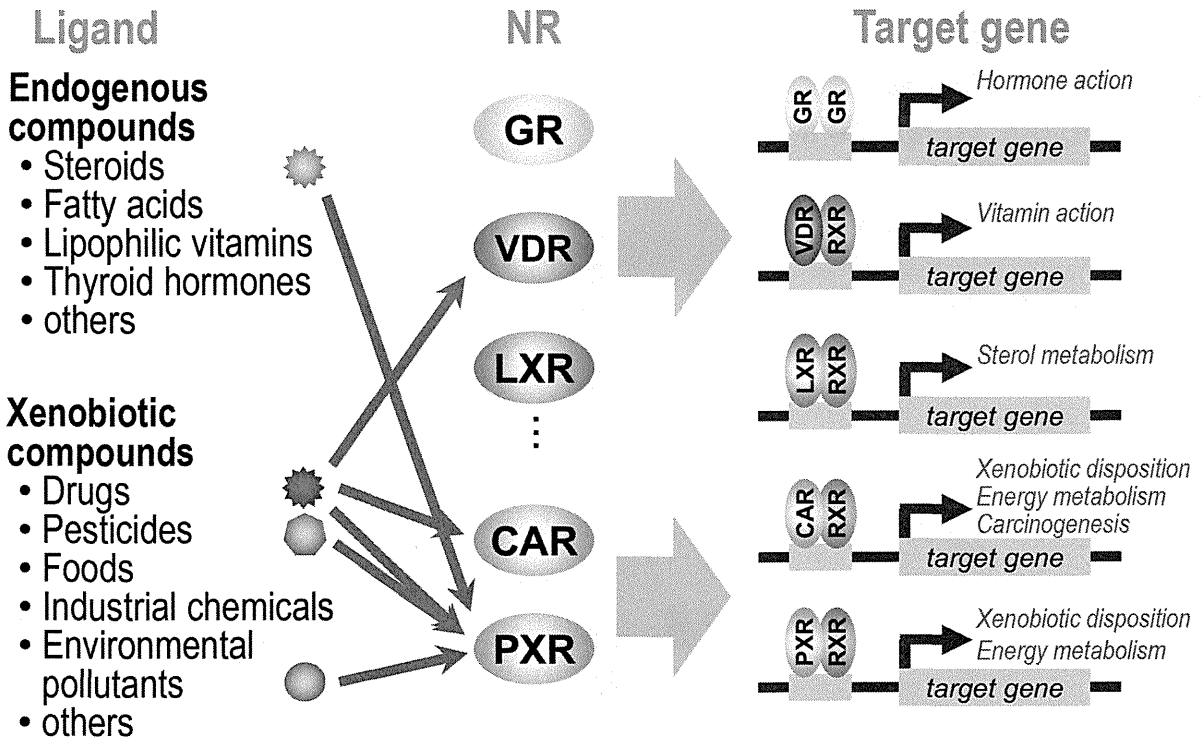 Ligand
NR
Target gene
Endogenous
compounds
• Steroids
• Fatty acids
• Lipophilic vitamins
• Thyroid hormones
• others
Xenobiotic
compounds
• Drugs
• Pesticides
• Foods
• Industrial chemicals
• Environmental
pollutants
• others
GR
VDR
LXR
⋮
CAR
PXR
GR GR
Hormone action
target gene
VDR RXR
Vitamin action
target gene
LXR RXR
Sterol metabolism
target gene
CAR RXR
Xenobiotic disposition
Energy metabolism
Carcinogenesis
target gene
PXR RXR
Xenobiotic disposition
Energy metabolism
target gene